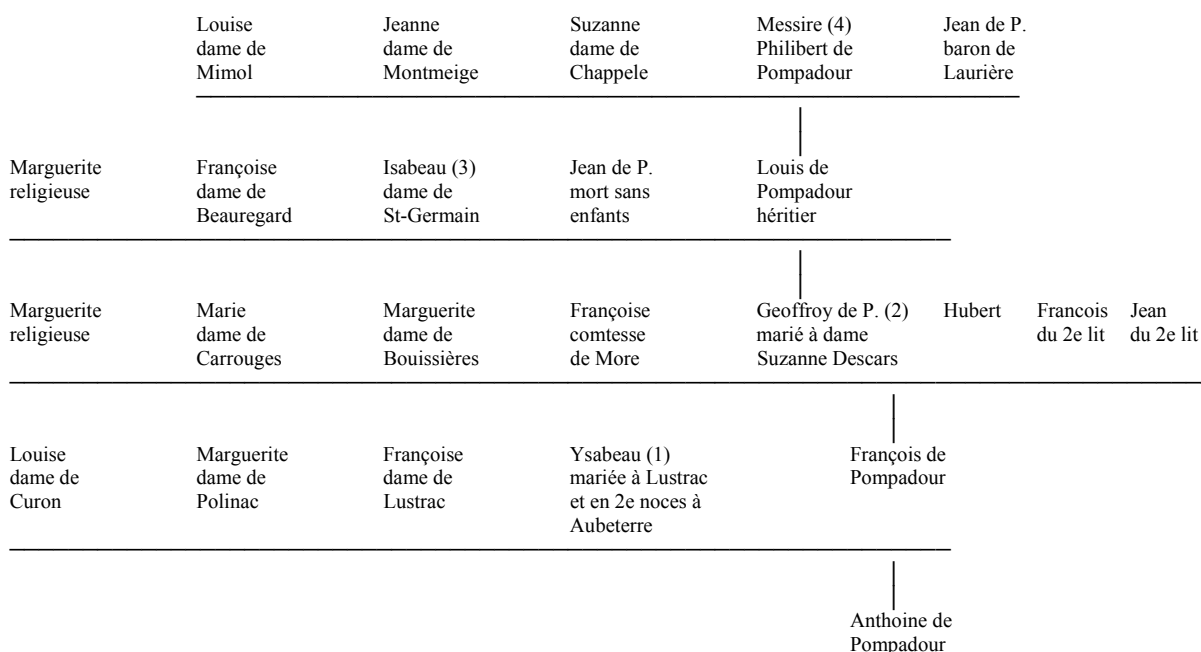 Louise Jeanne Suzanne Messire (4) Jean de P.
dame de dame de dame de Philibert de baron de
Mimol Montmeige Chappele Pompadour Laurière
Marguerite Françoise Isabeau (3) Jean de P. Louis de
religieuse dame de dame de mort sans Pompadour
Beauregard St-Germain enfants héritier
Marguerite Marie Marguerite Françoise Geoffroy de P. (2) Hubert Francois Jean
religieuse dame de dame de comtesse marié à dame du 2e lit du 2e lit
Carrouges Bouissières de More Suzanne Descars
Louise Marguerite Françoise Ysabeau (1) François de
dame de dame de dame de mariée à Lustrac Pompadour
Curon Polinac Lustrac et en 2e noces à
Aubeterre
Anthoine de
Pompadour